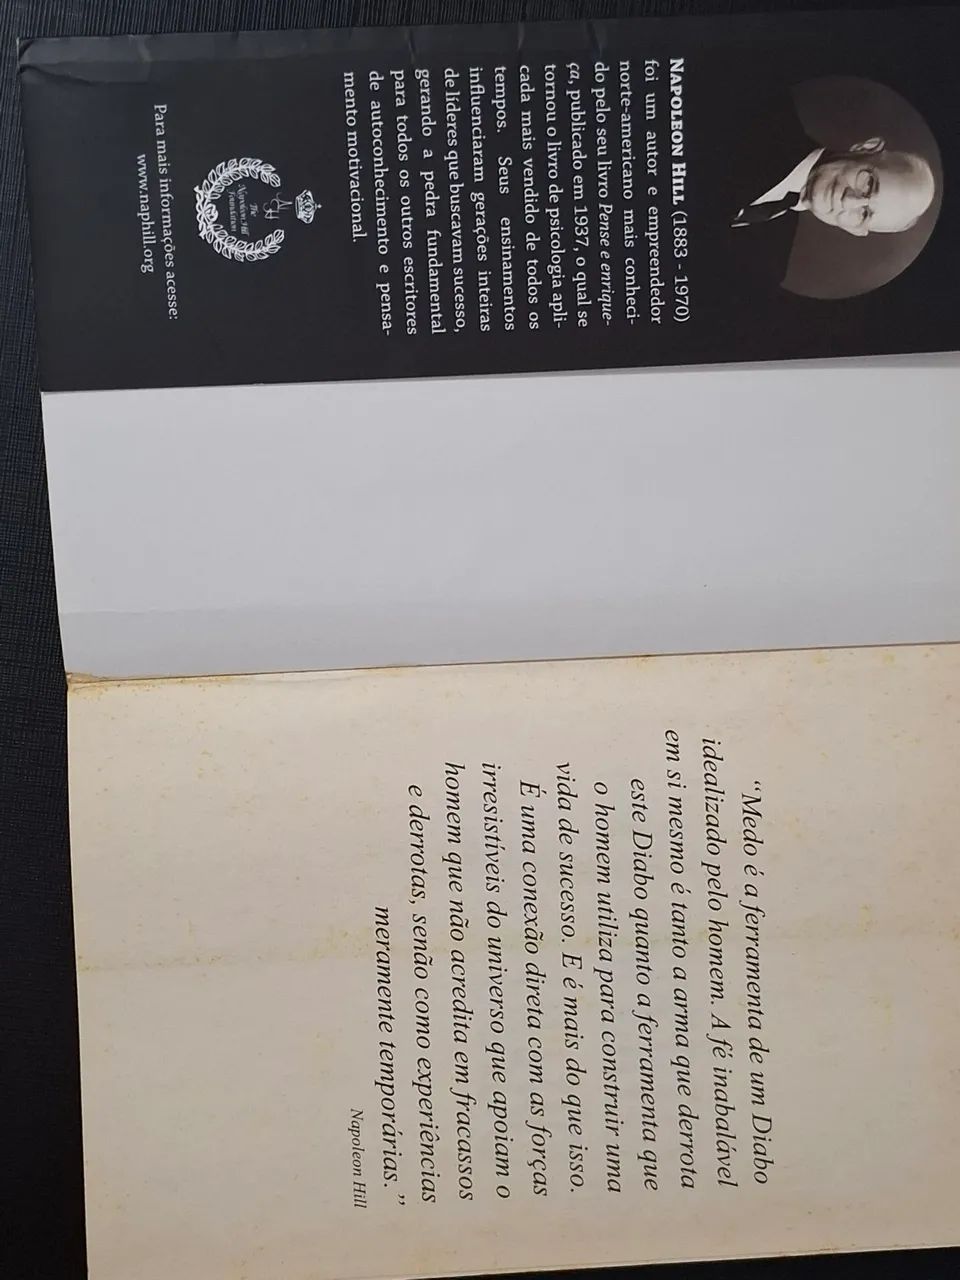 NAPOLEON HILL (1883 - 1970)
foi um autor e empreendedor
norte-americano mais conheci-
do pelo seu livro Pense e enrique-
ça, publicado em 1937, o qual se
tornou o livro de psicologia apli-
cada mais vendido de todos os
tempos. Seus ensinamentos
influenciaram gerações inteiras
de líderes que buscavam sucesso,
gerando a pedra fundamental
para todos os outros escritores
de autoconhecimento e pensa-
mento motivacional.
The
Napoleon Hill
Foundation
Para mais informações acesse:
www.naphill.org
“Medo é a ferramenta de um Diabo
idealizado pelo homem. A fé inabalável
em si mesmo é tanto a arma que derrota
este Diabo quanto a ferramenta que
o homem utiliza para construir uma
vida de sucesso. E é mais do que isso.
É uma conexão direta com as forças
irresistíveis do universo que apoiam o
homem que não acredita em fracassos
e derrotas, senão como experiências
meramente temporárias.”
Napoleon Hill